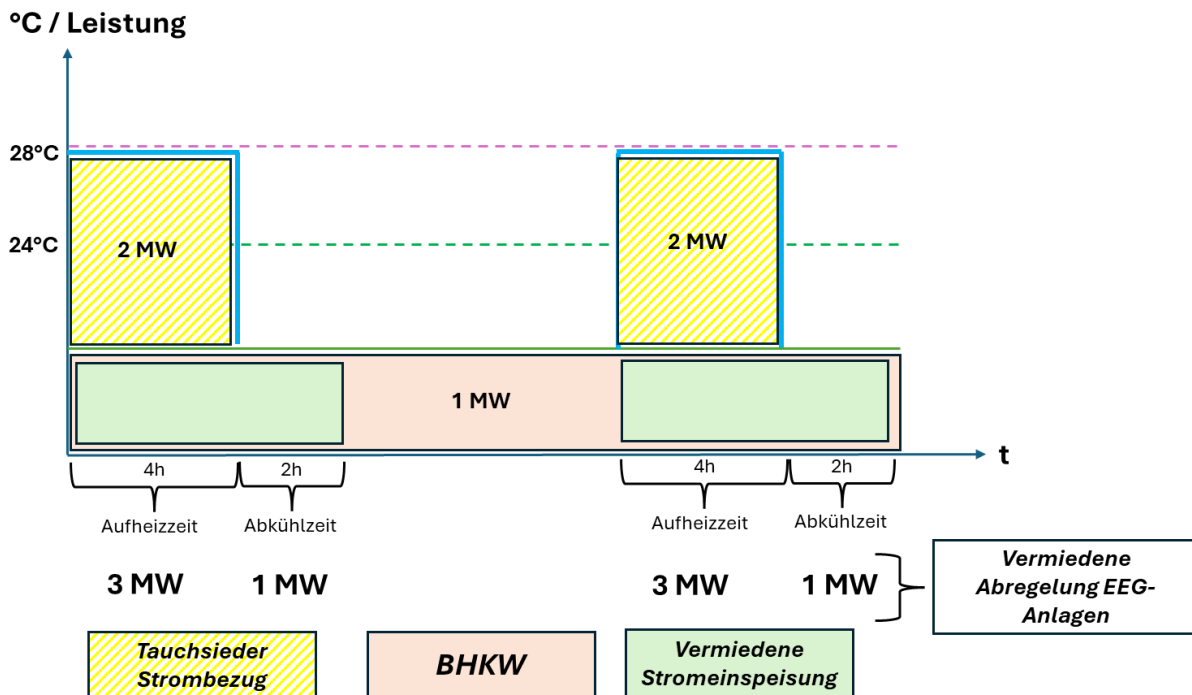 °C / Leistung
28°C
24°C
2 MW
2 MW
1 MW
t
4h
2h
4h
2h
Aufheizzeit
Abkühlzeit
Aufheizzeit
Abkühlzeit
3 MW
1 MW
3 MW
1 MW
Vermiedene
Abregelung EEG-
Anlagen
Tauchsieder
Strombezug
BHKW
Vermiedene
Stromeinspeisung